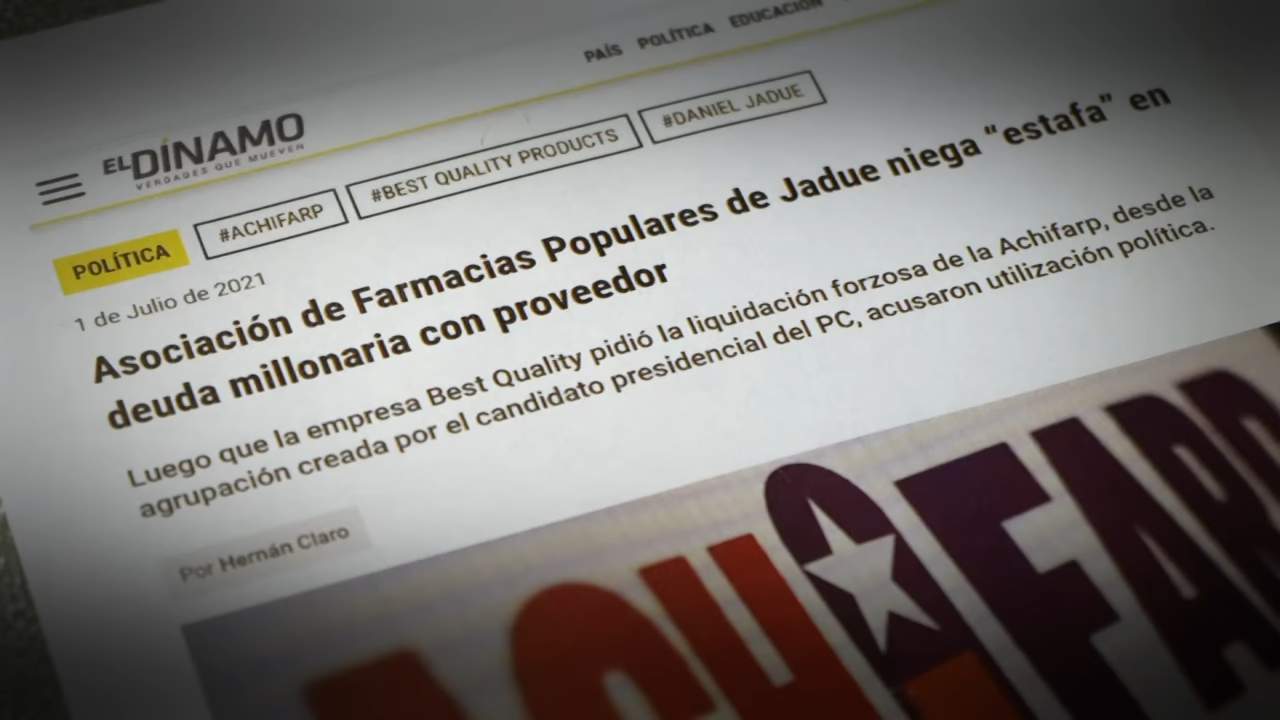 PAÍS POLÍTICA EDUCACIÓN
EL DÍNAMO
VERDADES QUE MUEVEN
POLÍTICA #ACHIFARP #BEST QUALITY PRODUCTS #DANIEL JADUE
1 de Julio de 2021
Asociación de Farmacias Populares de Jadue niega “estafa” en
deuda millonaria con proveedor
Luego que la empresa Best Quality pidió la liquidación forzosa de la Achifarp, desde la
agrupación creada por el candidato presidencial del PC, acusaron utilización política.
Por Hernán Claro
ACHIFARP